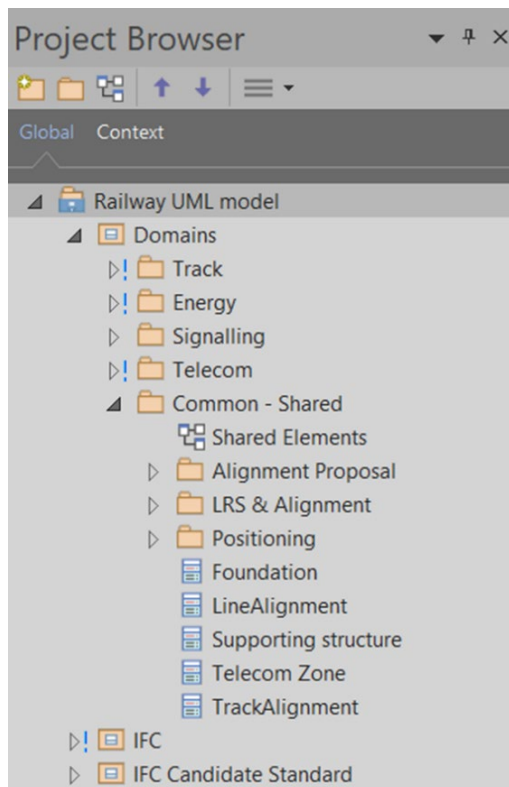 Project Browser
Global Context
Railway UML model
Domains
Track
Energy
Signalling
Telecom
Common - Shared
Shared Elements
Alignment Proposal
LRS & Alignment
Positioning
Foundation
LineAlignment
Supporting structure
Telecom Zone
TrackAlignment
IFC
IFC Candidate Standard